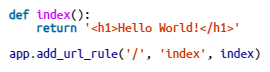 def index():
    return '<h1>Hello World!</h1>'

app.add_url_rule('/', 'index', index)